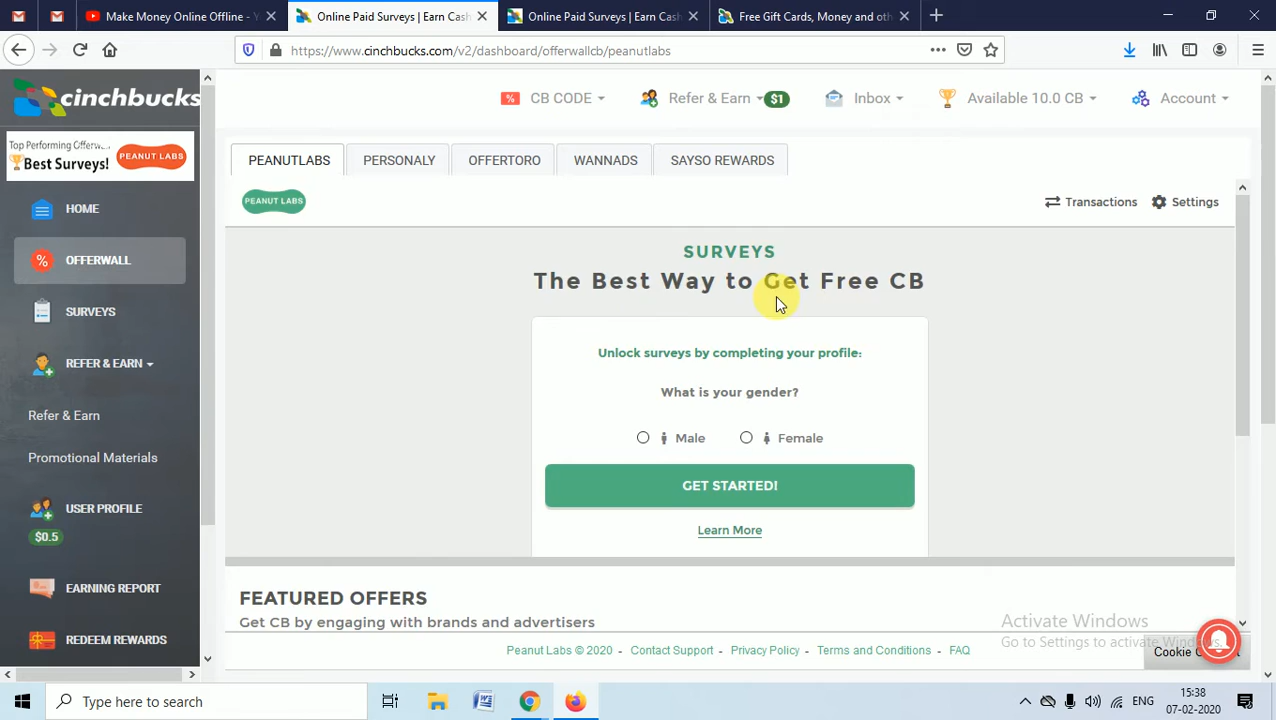 Make Money Online Offline - Y
Online Paid Surveys | Earn Cash
Online Paid Surveys | Earn Cash
Free Gift Cards, Money and oth
https://www.cinchbucks.com/v2/dashboard/offerwallcb/peanutlabs
cinchbucks
CB CODE
Refer & Earn
$1
Inbox
Available 10.0 CB
Account
Top Performing Offerw
Best Surveys!
PEANUT LABS
PEANUTLABS
PERSONALY
OFFERTORO
WANNADS
SAYSO REWARDS
PEANUT LABS
Transactions
Settings
HOME
OFFERWALL
SURVEYS
REFER & EARN
Refer & Earn
Promotional Materials
USER PROFILE
$0.5
EARNING REPORT
REDEEM REWARDS
SURVEYS
The Best Way to Get Free CB
Unlock surveys by completing your profile:
What is your gender?
Male
Female
GET STARTED!
Learn More
FEATURED OFFERS
Get CB by engaging with brands and advertisers
Activate Windows
Go to Settings to activate Windows.
Peanut Labs © 2020
Contact Support
Privacy Policy
Terms and Conditions
FAQ
Cookie
Type here to search
ENG
15:38
07-02-2020